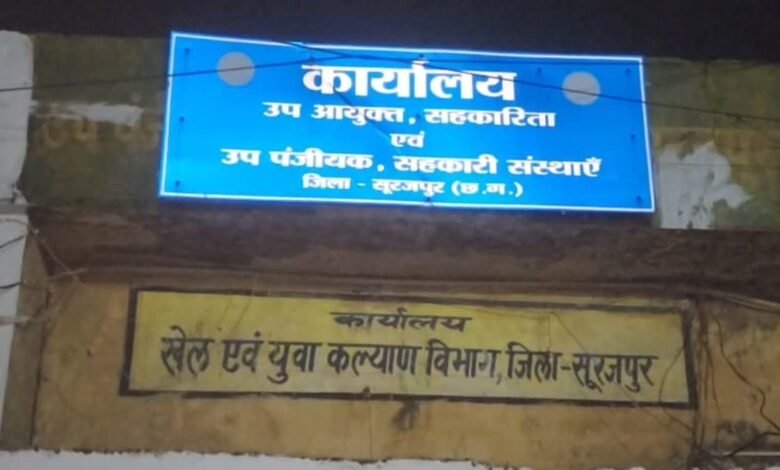 कार्यालय
उप आयुक्त, सहकारिता
एवं
उप पंजीयक, सहकारी संस्थाएँ
जिला - सूरजपुर (छ.ग.)
कार्यालय
खेल एवं युवा कल्याण विभाग, जिला-सूरजपुर